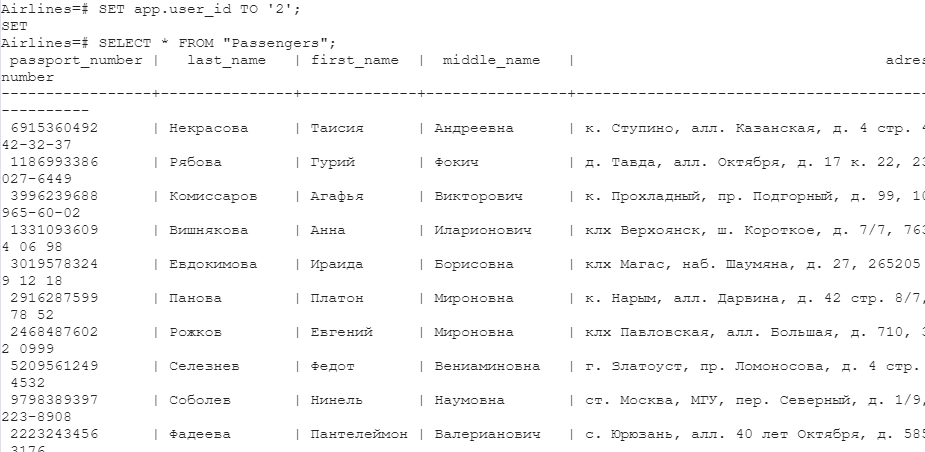 Airlines=# SET app.user_id TO '2';
SET
Airlines=# SELECT * FROM "Passengers";
 passport_number |   last_name    | first_name  |  middle_name   |                                      adres
number
-----------------+---------------+-------------+----------------+------------------------------------------
----------
 6915360492      | Некрасова     | Таисия      | Андреевна      | к. Ступино, алл. Казанская, д. 4 стр. 4
42-32-37
 1186993386      | Рябова        | Гурий       | Фокич          | д. Тавда, алл. Октября, д. 17 к. 22, 23
027-6449
 3996239688      | Комиссаров    | Агафья      | Викторович     | к. Прохладный, пр. Подгорный, д. 99, 10
965-60-02
 1331093609      | Вишнякова     | Анна        | Иларионович    | клх Верхоянск, ш. Короткое, д. 7/7, 763
4 06 98
 3019578324      | Евдокимова    | Ираида      | Борисовна      | клх Магас, наб. Шаумяна, д. 27, 265205
9 12 18
 2916287599      | Панова        | Платон      | Мироновна      | к. Нарым, алл. Дарвина, д. 42 стр. 8/7,
 78 52
 2468487602      | Рожков        | Евгений     | Мироновна      | клх Павловская, алл. Большая, д. 710, 3
2 0999
 5209561249      | Селезнев      | Федот       | Вениаминовна   | г. Златоуст, пр. Ломоносова, д. 4 стр.
 4532
 9798389397      | Соболев       | Нинель      | Наумовна       | ст. Москва, МГУ, пер. Северный, д. 1/9,
223-8908
 2223243456      | Фадеева       | Пантелеймон | Валерианович   | с. Юрюзань, алл. 40 лет Октября, д. 585
 3176